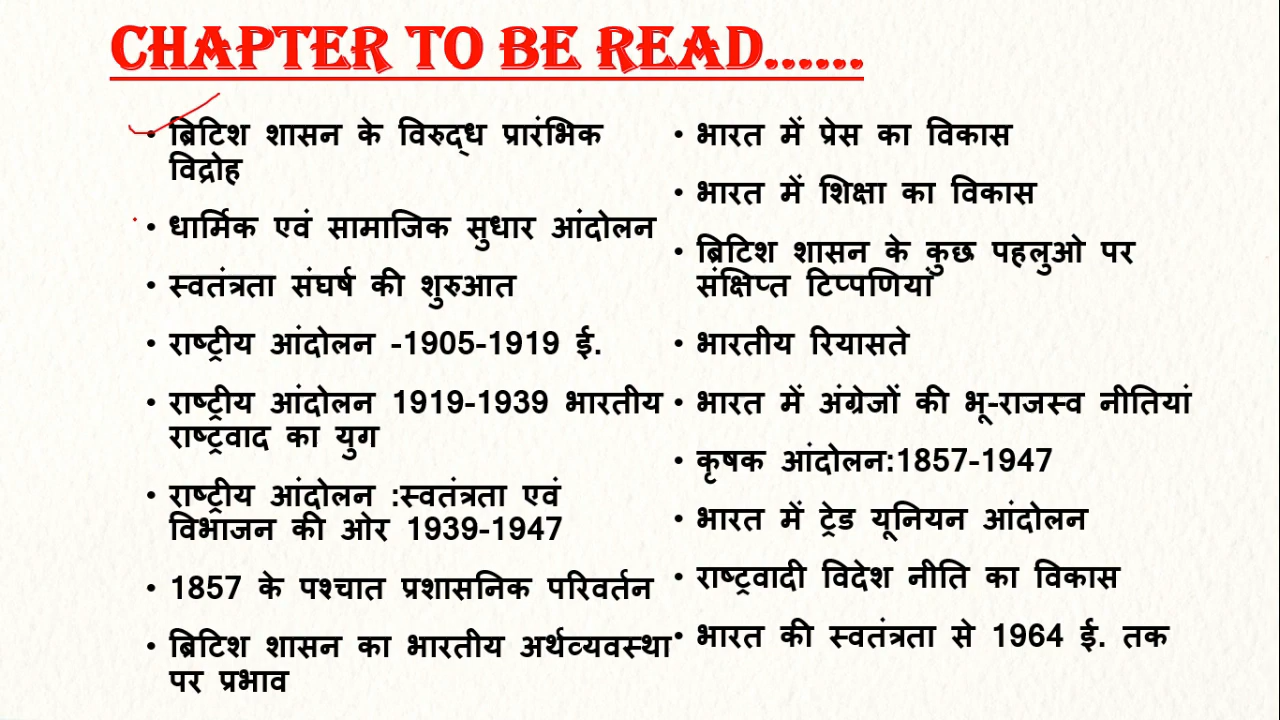 CHAPTER TO BE READ......
• ब्रिटिश शासन के विरुद्ध प्रारंभिक
विद्रोह
• धार्मिक एवं सामाजिक सुधार आंदोलन
• स्वतंत्रता संघर्ष की शुरुआत
• राष्ट्रीय आंदोलन -1905-1919 ई.
• राष्ट्रीय आंदोलन 1919-1939 भारतीय
राष्ट्रवाद का युग
• राष्ट्रीय आंदोलन :स्वतंत्रता एवं
विभाजन की ओर 1939-1947
• 1857 के पश्चात प्रशासनिक परिवर्तन
• ब्रिटिश शासन का भारतीय अर्थव्यवस्था
पर प्रभाव
• भारत में प्रेस का विकास
• भारत में शिक्षा का विकास
• ब्रिटिश शासन के कुछ पहलुओ पर
संक्षिप्त टिप्पणियां
• भारतीय रियासते
• भारत में अंग्रेजों की भू-राजस्व नीतियां
• कृषक आंदोलन:1857-1947
• भारत में ट्रेड यूनियन आंदोलन
• राष्ट्रवादी विदेश नीति का विकास
• भारत की स्वतंत्रता से 1964 ई. तक